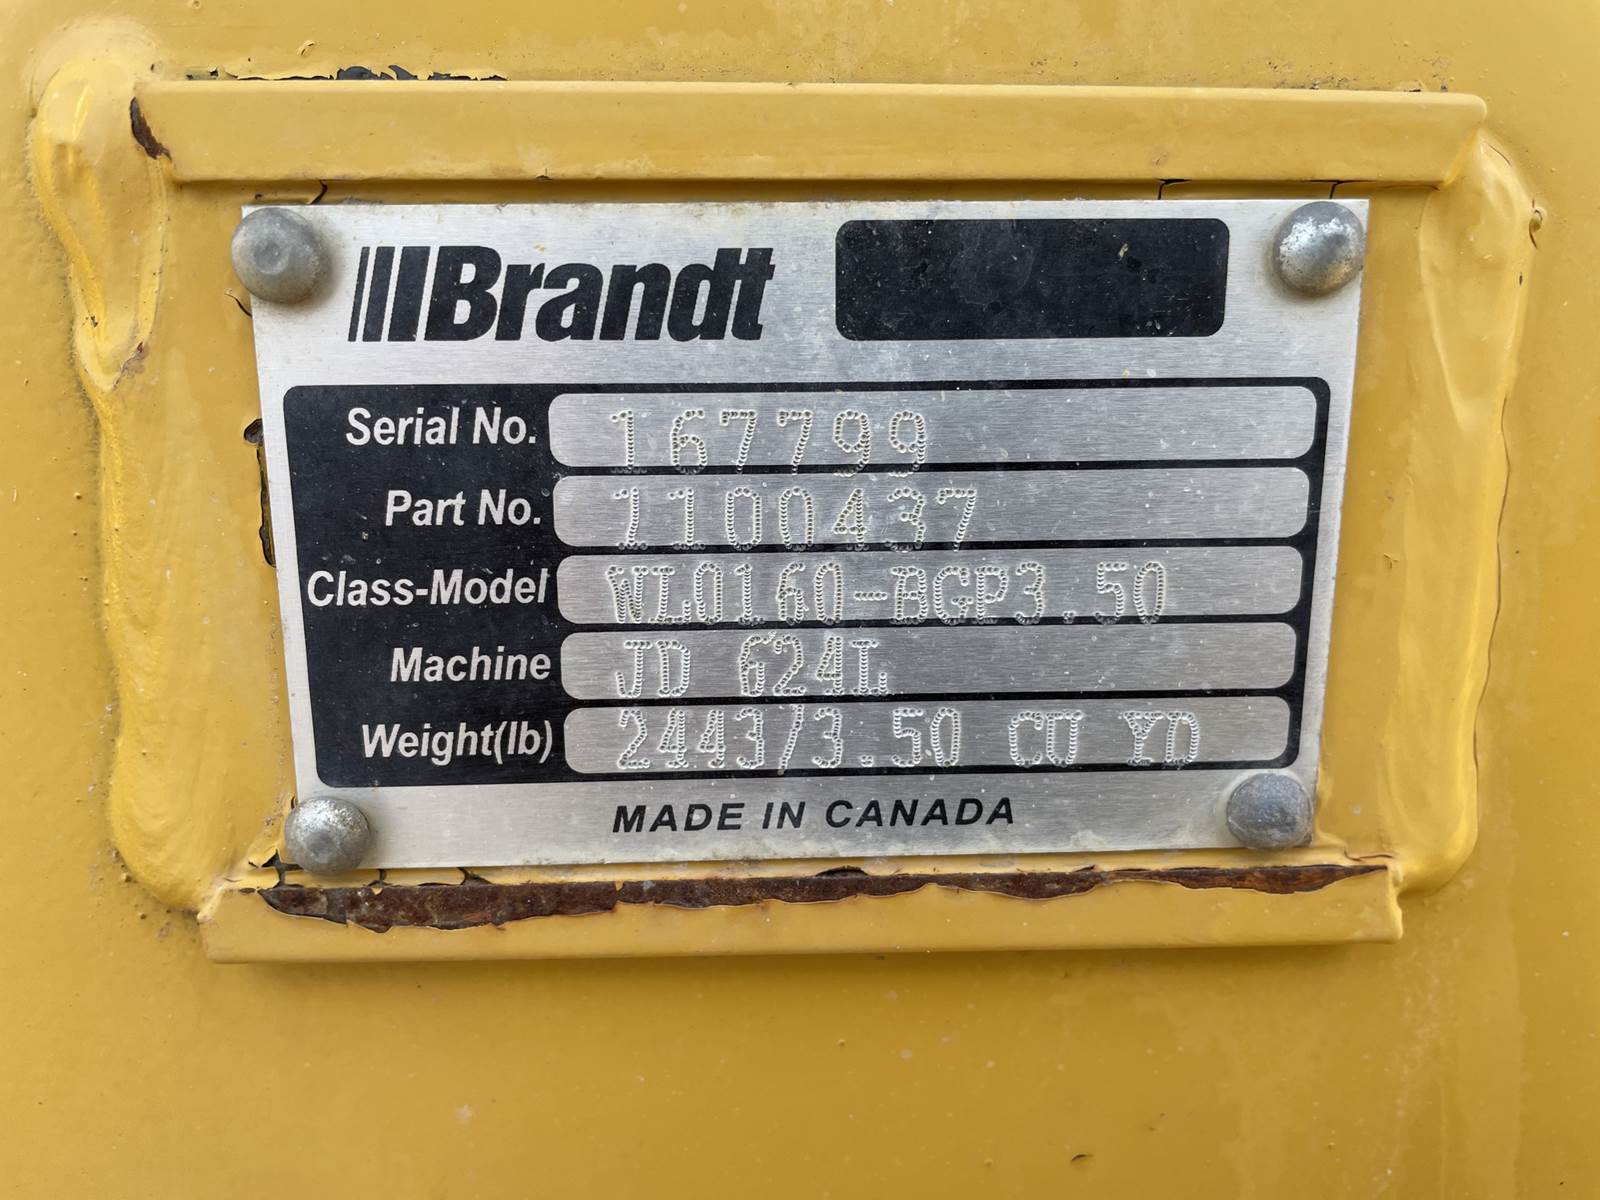 Brandt
Serial No. 167799
Part No. 1100437
Class-Model WL0160-BGP3.50
Machine JD 624L
Weight(lb) 2443/3.50 CU YD
MADE IN CANADA